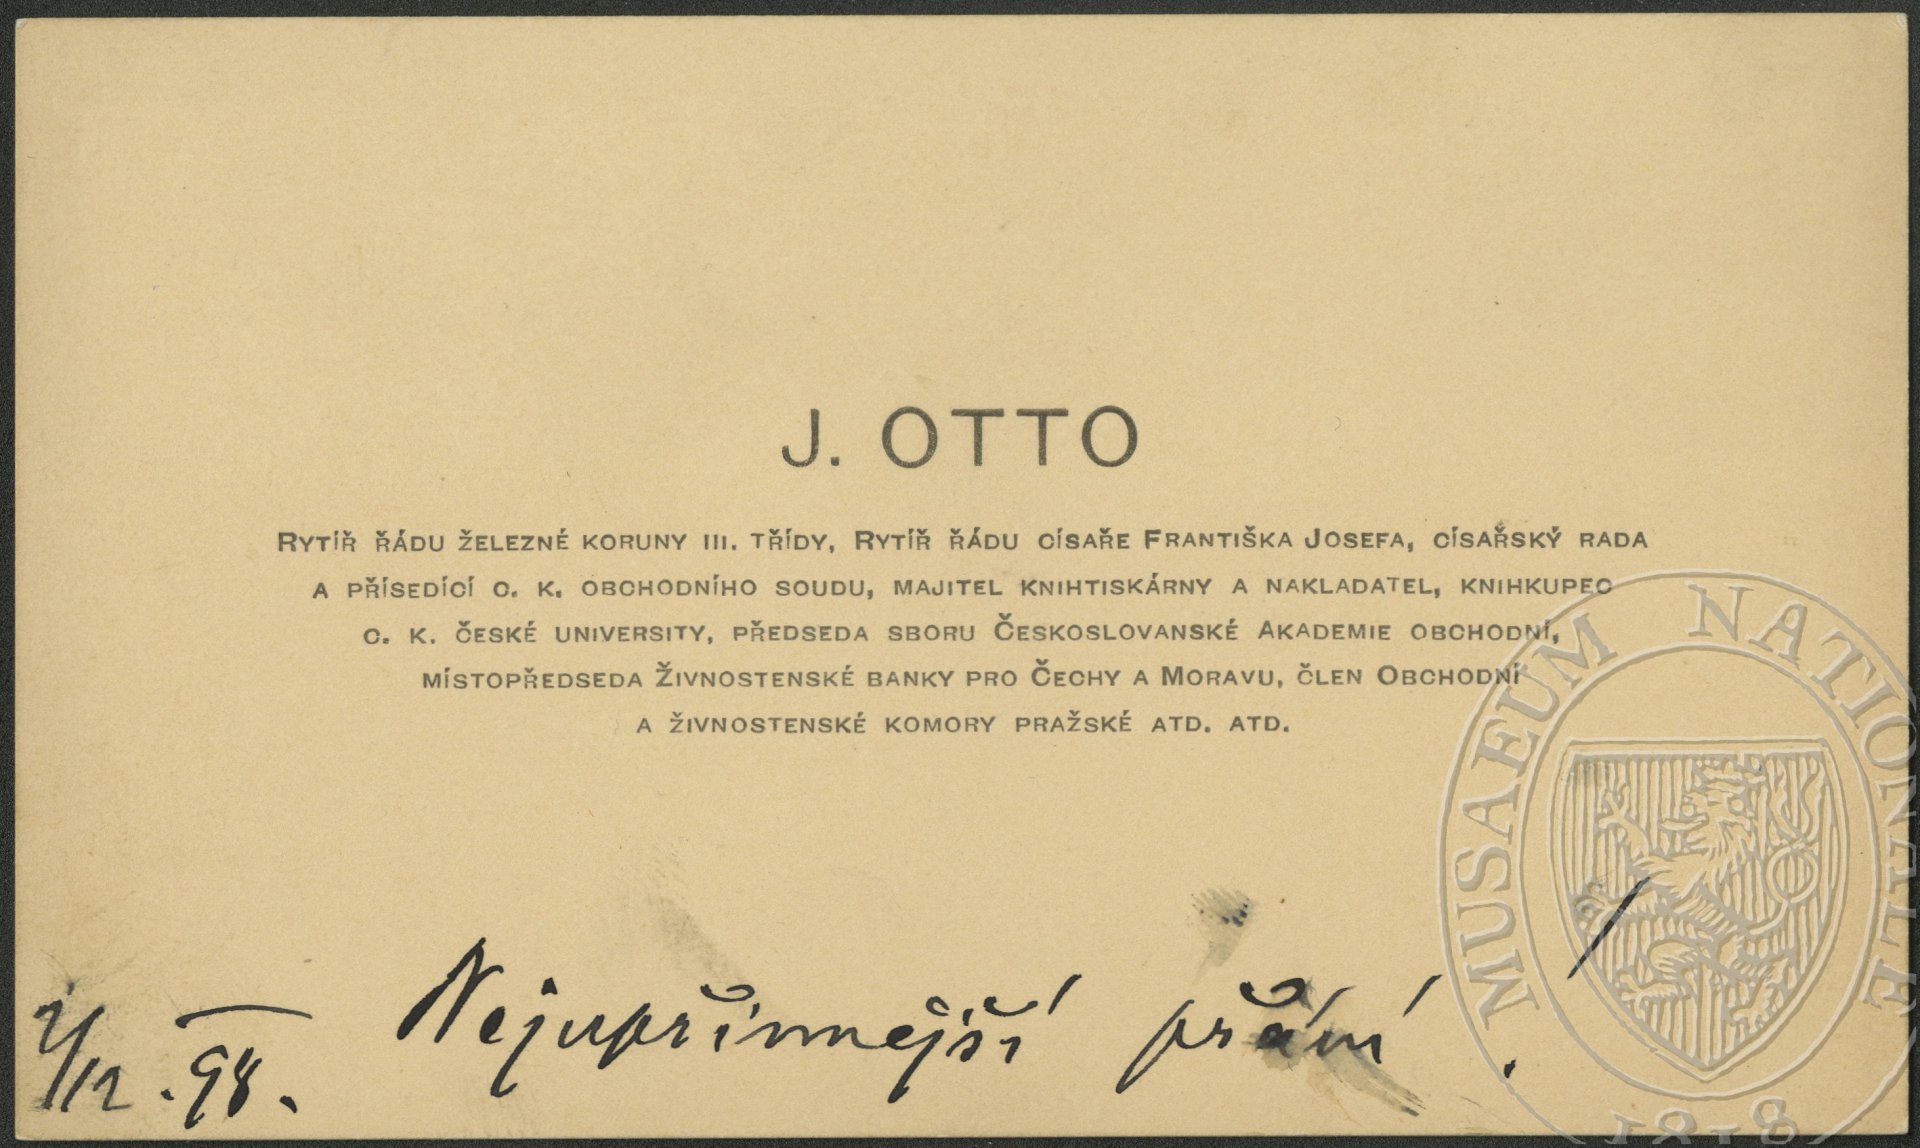 J. OTTO
Rytíř řádu železné koruny III. třídy, Rytíř řádu císaře Františka Josefa, císařský rada
a přísedící c. k. obchodního soudu, majitel knihtiskárny a nakladatel, knihkupec
c. k. české university, předseda sboru Českoslovanské Akademie obchodní,
místopředseda Živnostenské banky pro Čechy a Moravu, člen Obchodní
a živnostenské komory pražské atd. atd.
Nejupřímnější přání!
/12. 98.
MUSAEUM NATIONALE
1818